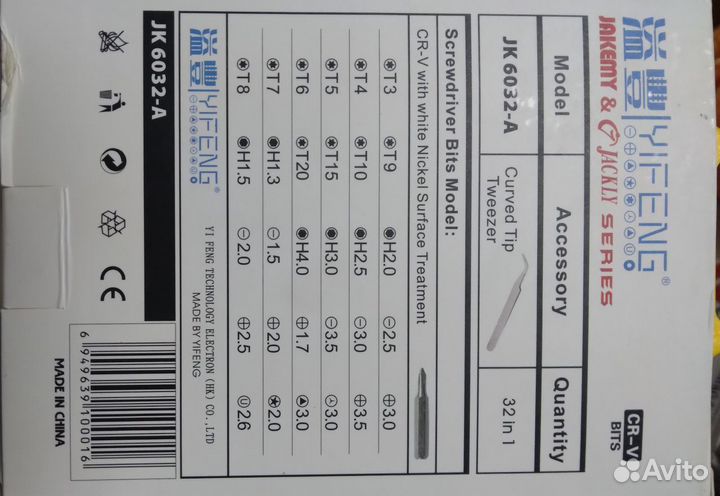 YIFENG®
JAKEMY & JACKLY SERIES
CR-V
BITS
Model Accessory Quantity
JK 6032-A Curved Tip Tweezer 32 in 1
Screwdriver Bits Model:
CR-V with white Nickel Surface Treatment
T3 T9 H2.0 ⊖2.5 ⊕3.0
T4 T10 H2.5 ⊖3.0 ⊕3.5
T5 T15 H3.0 ⊖3.5 3.0
T6 T20 H4.0 ⊕1.7 3.0
T7 H1.3 ⊖1.5 ⊕2.0 2.0
T8 H1.5 ⊖2.0 ⊕2.5 Ⓤ2.6
YIFENG®
YI FENG TECHNOLOGY ELECTRON (HK) CO.,LTD
MADE BY YIFENG
JK 6032-A
CE
6 949639 100016
MADE IN CHINA
Avito